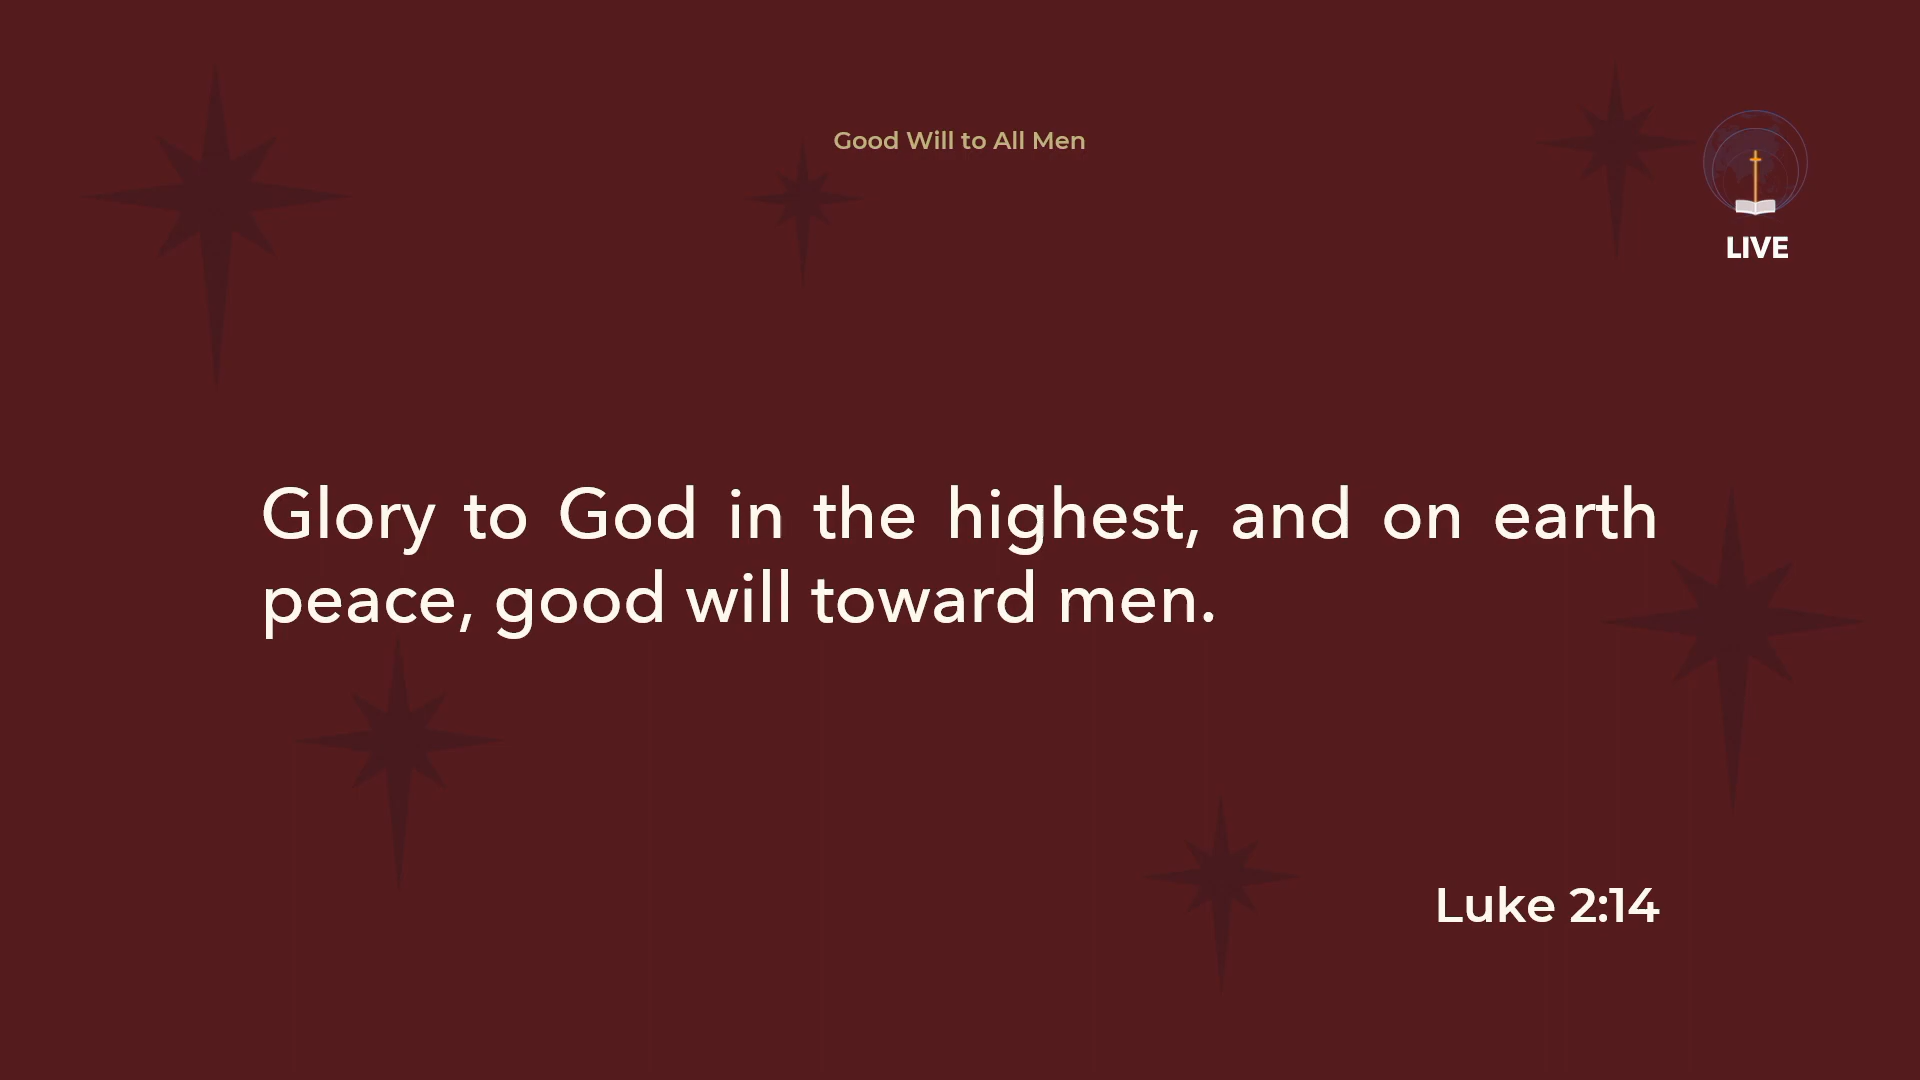 Good Will to All Men
LIVE
Glory to God in the highest, and on earth
peace, good will toward men.
Luke 2:14